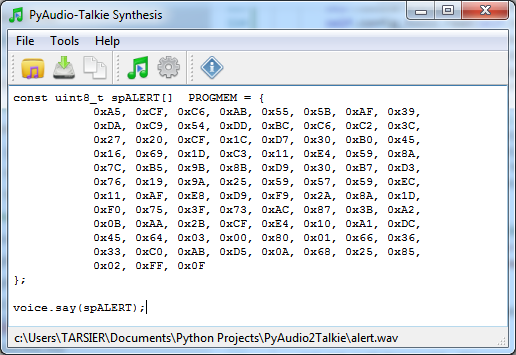 PyAudio-Talkie Synthesis
File Tools Help
const uint8_t spALERT[] PROGMEM = {
0xA5, 0xCF, 0xC6, 0xAB, 0x55, 0x5B, 0xAF, 0x39,
0xDA, 0xC9, 0x54, 0xDD, 0xBC, 0xC6, 0xC2, 0x3C,
0x27, 0x20, 0xCF, 0x1C, 0xD7, 0x30, 0xB0, 0x45,
0x16, 0x69, 0x1D, 0xC3, 0x11, 0xE4, 0x59, 0x8A,
0x7C, 0xB5, 0x9B, 0x8B, 0xD9, 0x30, 0xB7, 0xD3,
0x76, 0x19, 0x9A, 0x25, 0x59, 0x57, 0x59, 0xEC,
0x11, 0xAF, 0xE8, 0xD9, 0xF9, 0x2A, 0x8A, 0x1D,
0xF0, 0x75, 0x3F, 0x73, 0xAC, 0x87, 0x3B, 0xA2,
0x0B, 0xAA, 0x2B, 0xCF, 0xE4, 0x10, 0xA1, 0xDC,
0x45, 0x64, 0x03, 0x00, 0x80, 0x01, 0x66, 0x36,
0x33, 0xC0, 0xAB, 0xD5, 0x0A, 0x68, 0x25, 0x85,
0x02, 0xFF, 0x0F
};
voice.say(spALERT);
c:\Users\TARSIER\Documents\Python Projects\PyAudio2Talkie\alert.wav